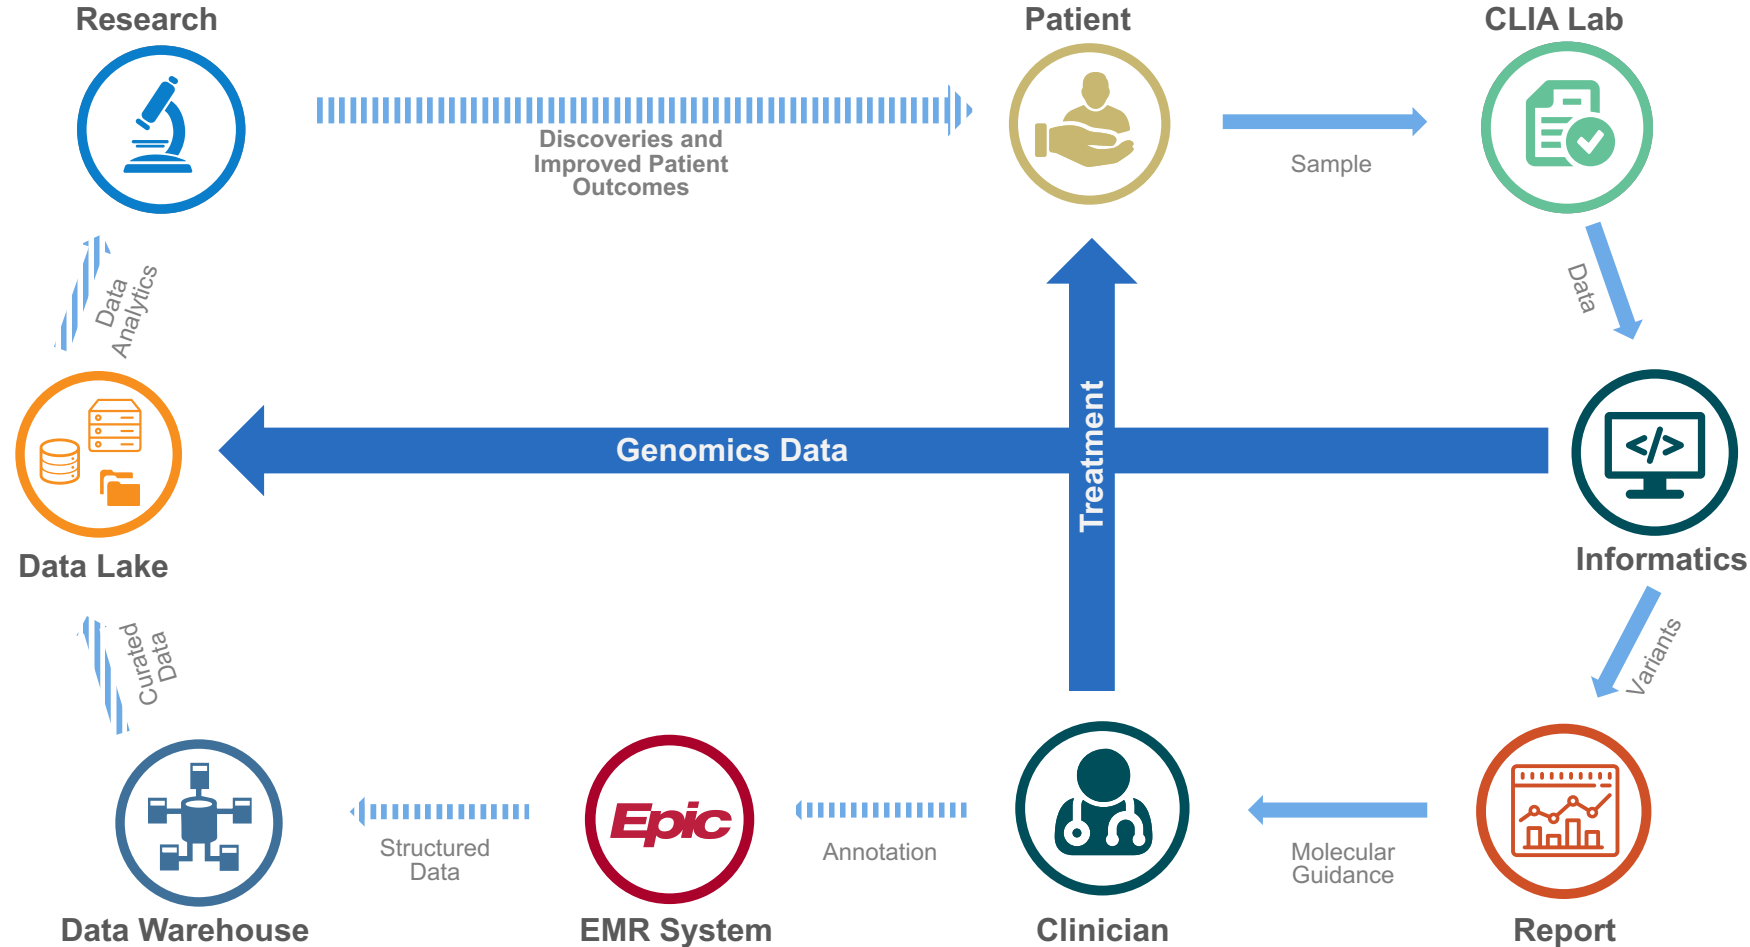 Research
Patient
CLIA Lab
Discoveries and
Improved Patient
Outcomes
Sample
Data
Analytics
Data
Genomics Data
Treatment
</>
Data Lake
Informatics
Curated
Data
Variants
Epic
Structured
Data
Annotation
Molecular
Guidance
Data Warehouse
EMR System
Clinician
Report